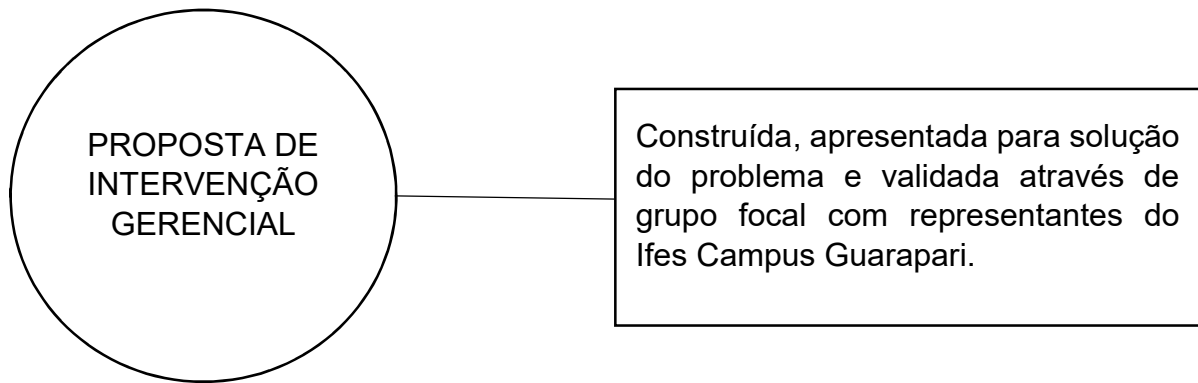 PROPOSTA DE
INTERVENÇÃO
GERENCIAL
Construída, apresentada para solução
do problema e validada através de
grupo focal com representantes do
Ifes Campus Guarapari.